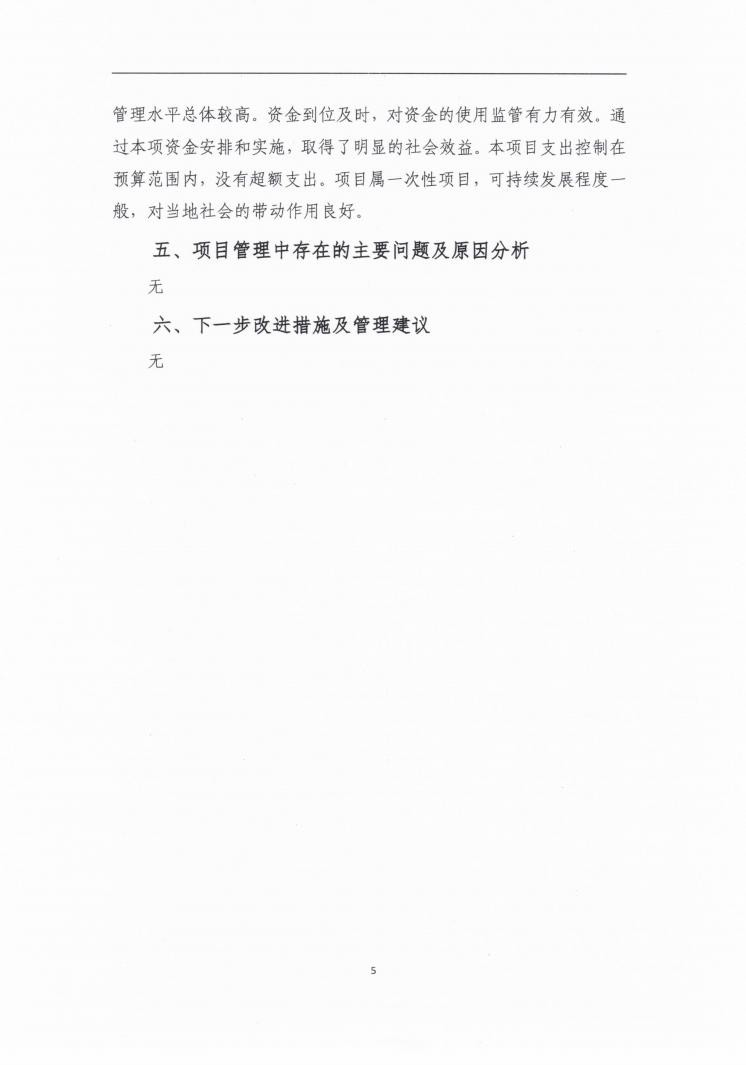 管理水平总体较高。资金到位及时，对资金的使用监管有力有效。通
过本项资金安排和实施，取得了明显的社会效益。本项目支出控制在
预算范围内，没有超额支出。项目属一次性项目，可持续发展程度一
般，对当地社会的带动作用良好。
五、项目管理中存在的主要问题及原因分析
无
六、下一步改进措施及管理建议
无
5